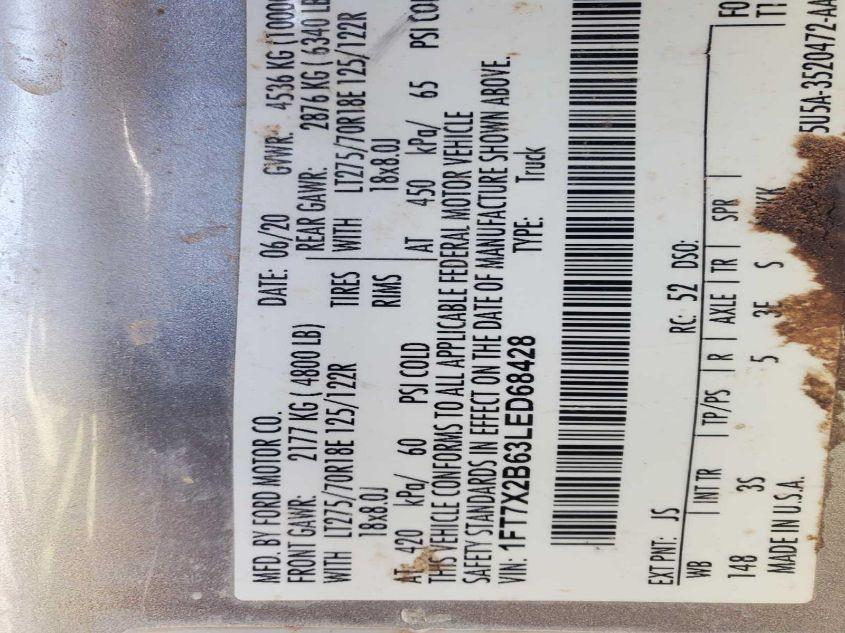 MFD. BY FORD MOTOR CO.
DATE: 06/20 GVWR: 4536 KG (1000
FRONT GAWR: 2177 KG ( 4800 LB)
REAR GAWR: 2876 KG ( 6340 LB
WITH LT275/70R18E 125/122R TIRES WITH LT275/70R18E 125/122R
18x8.0J RIMS 18x8.0J
AT 420 kPa/ 60 PSI COLD AT 450 kPa/ 65 PSI COL
THIS VEHICLE CONFORMS TO ALL APPLICABLE FEDERAL MOTOR VEHICLE
SAFETY STANDARDS IN EFFECT ON THE DATE OF MANUFACTURE SHOWN ABOVE.
VIN: 1FT7X2B63LED68428 TYPE: Truck
EXT PNT: JS RC: 52 DSO:
WB INT TR TP/PS R AXLE TR SPR
148 3S 5 3E S KK
MADE IN U.S.A.
F0
T1
5U5A-3520472-AA